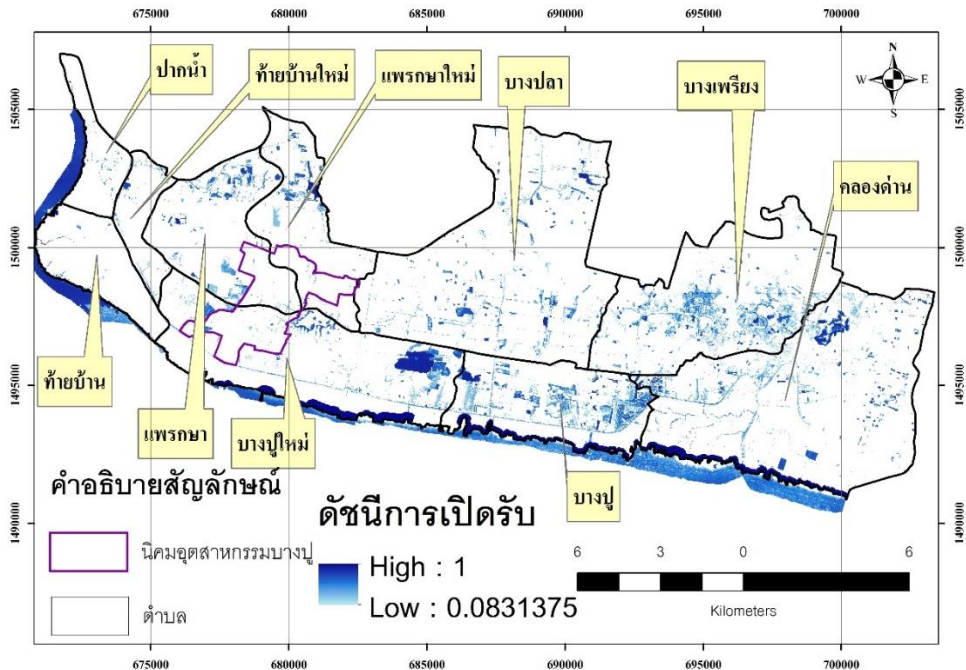 675000 680000 685000 690000 695000 700000
ปากน้ำ
ท้ายบ้านใหม่
แพรกษาใหม่
บางปลา
บางเพรียง
คลองด่าน
N
W E
S
1505000 1505000
1500000 1500000
1495000 1495000
1490000 1490000
ท้ายบ้าน
แพรกษา
บางปูใหม่
บางปู
คำอธิบายสัญลักษณ์
นิคมอุตสาหกรรมบางปู
ตำบล
ดัชนีการเปิดรับ
High : 1
Low : 0.0831375
6 3 0 6
Kilometers
675000 680000 685000 690000 695000 700000